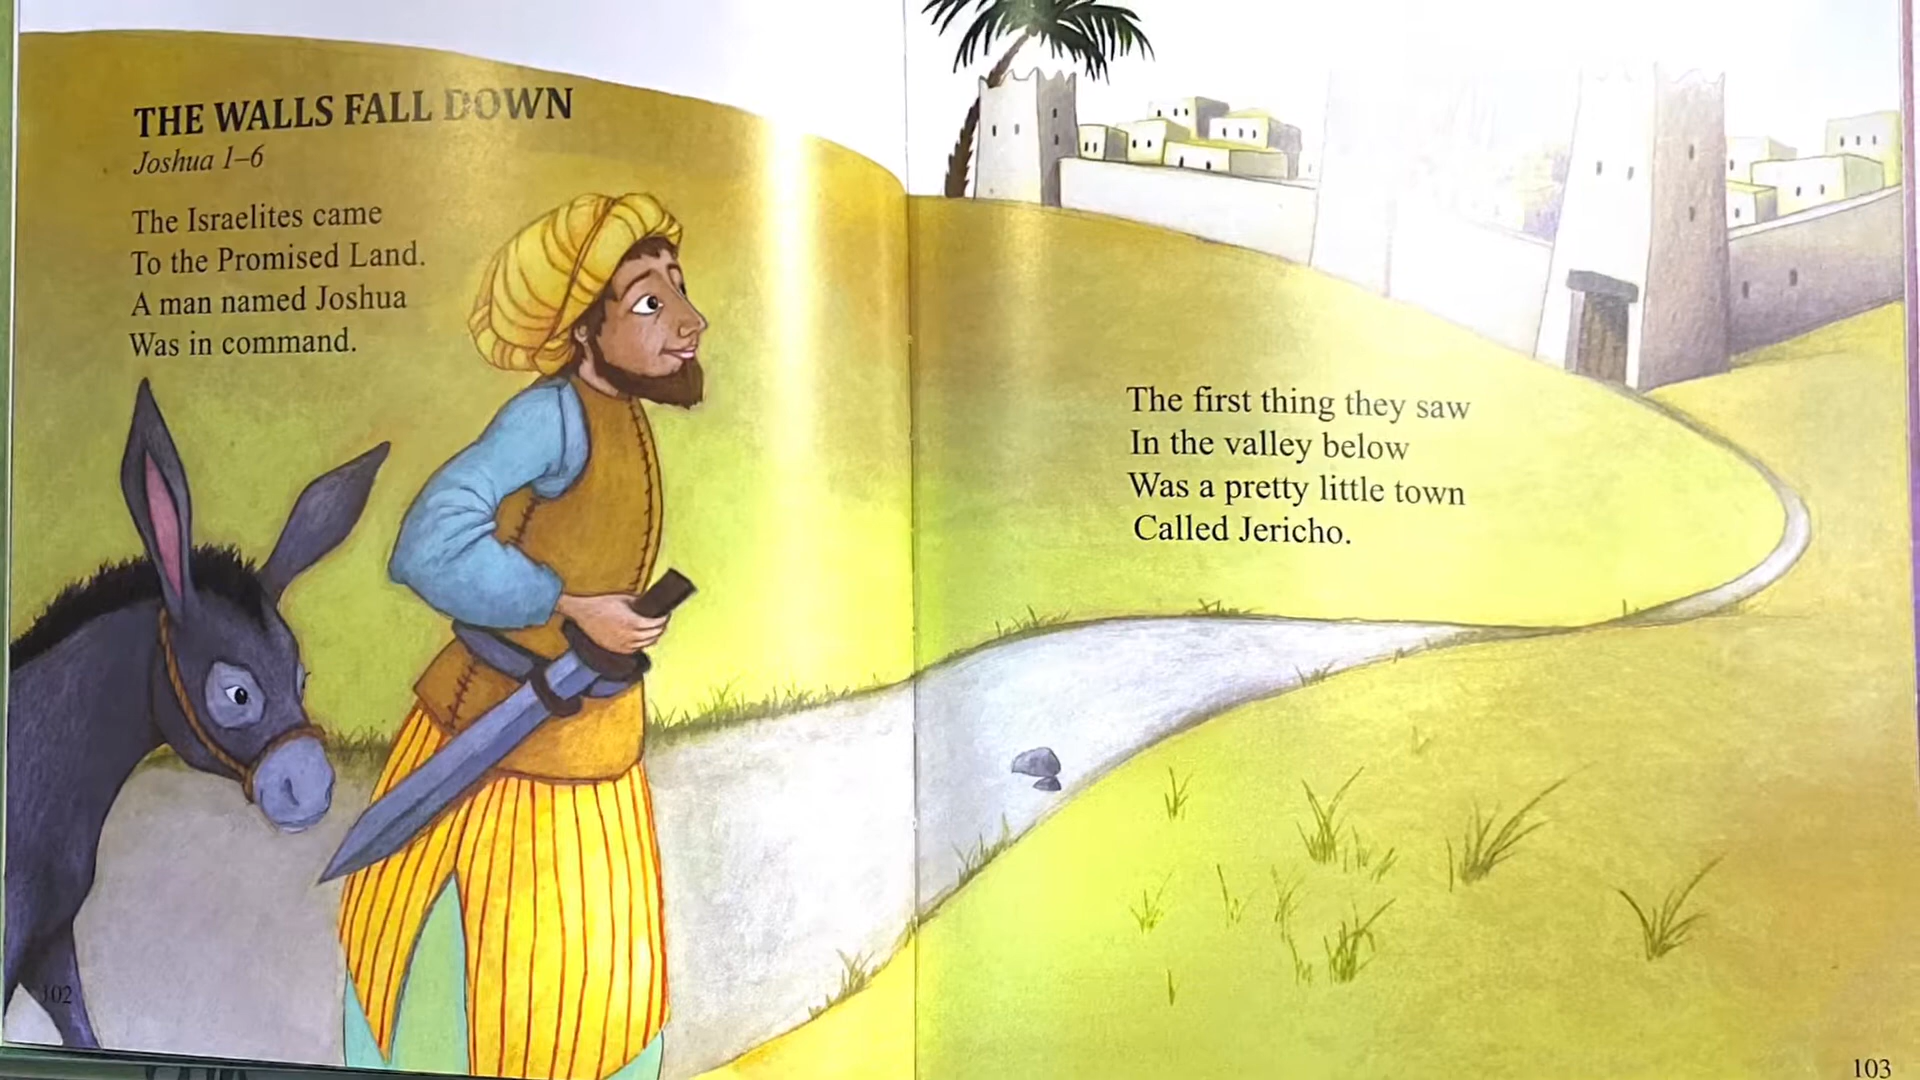 THE WALLS FALL DOWN
Joshua 1–6
The Israelites came
To the Promised Land.
A man named Joshua
Was in command.
102
The first thing they saw
In the valley below
Was a pretty little town
Called Jericho.
103